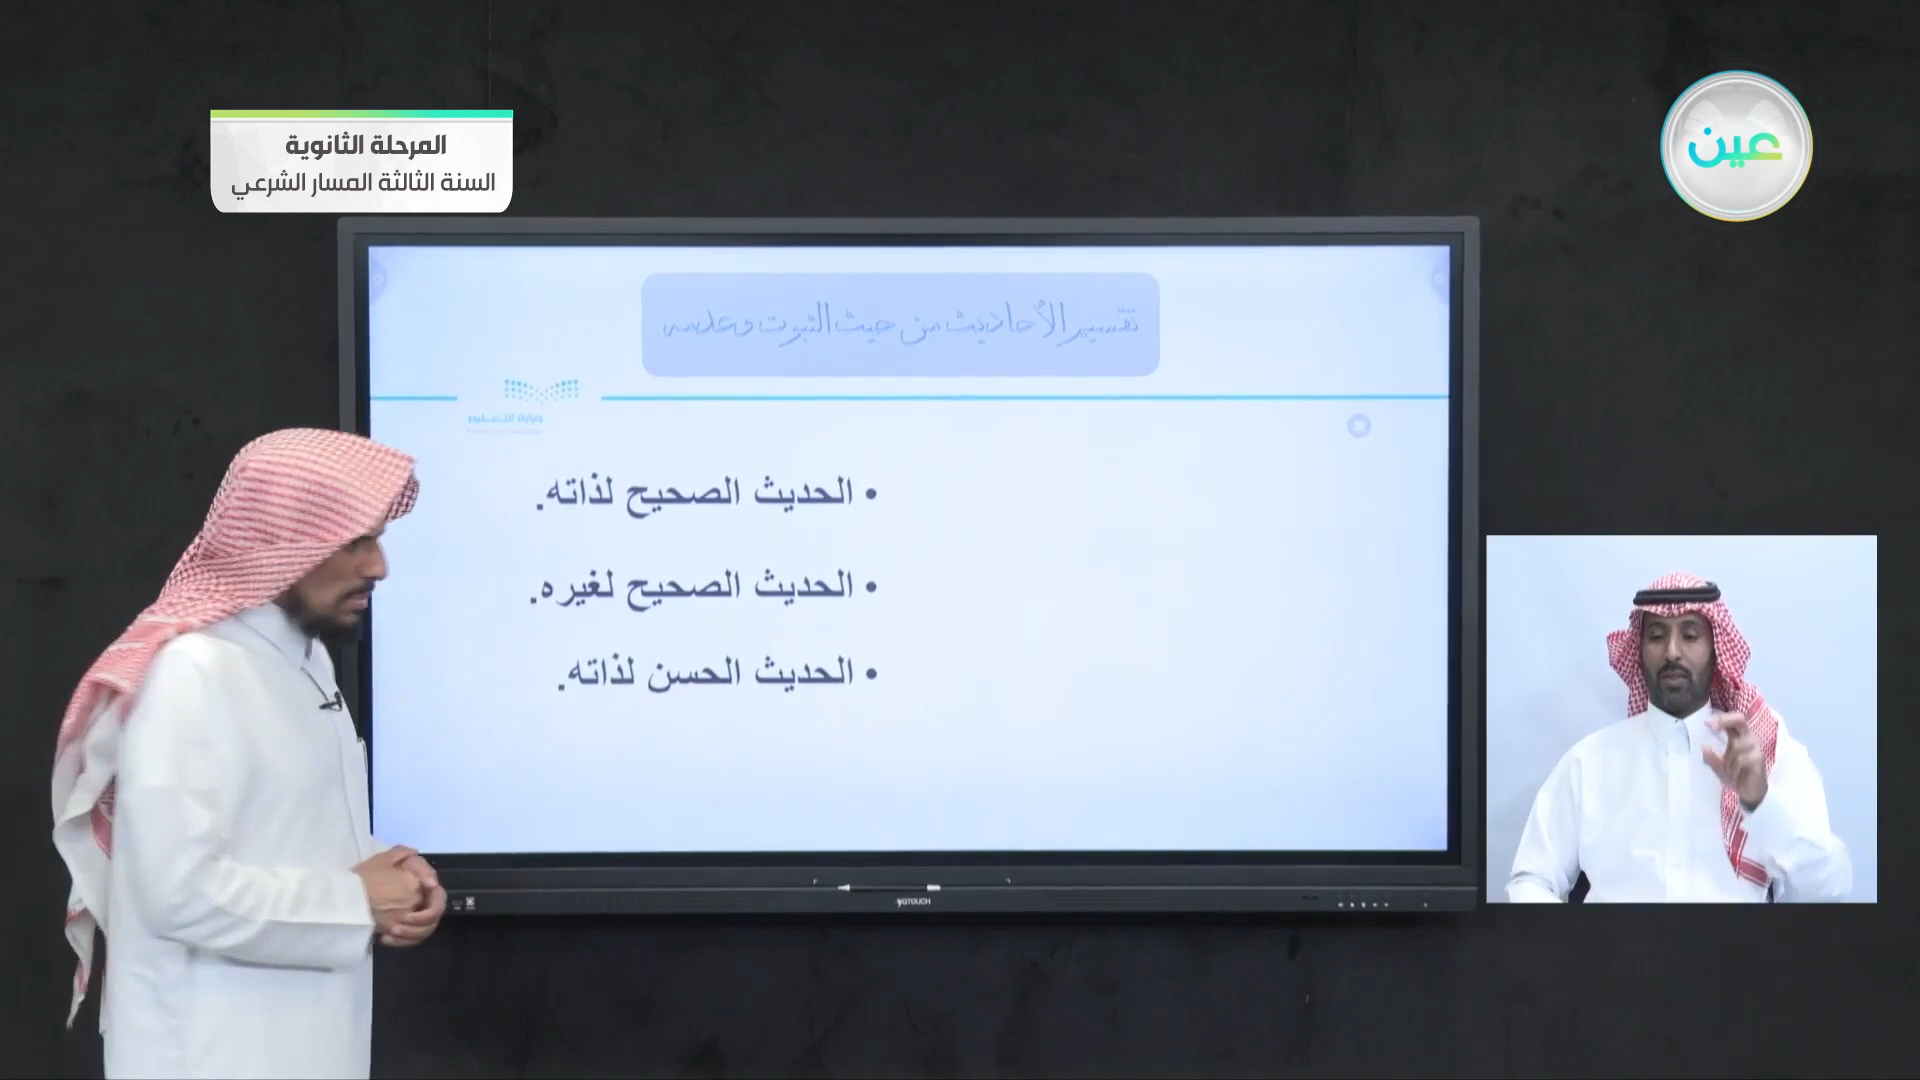 المرحلة الثانوية
السنة الثالثة المسار الشرعي
عين
تقسيم الأحاديث من حيث الثبوت وعدمه
وزارة التعليم
• الحديث الصحيح لذاته.
• الحديث الصحيح لغيره.
• الحديث الحسن لذاته.